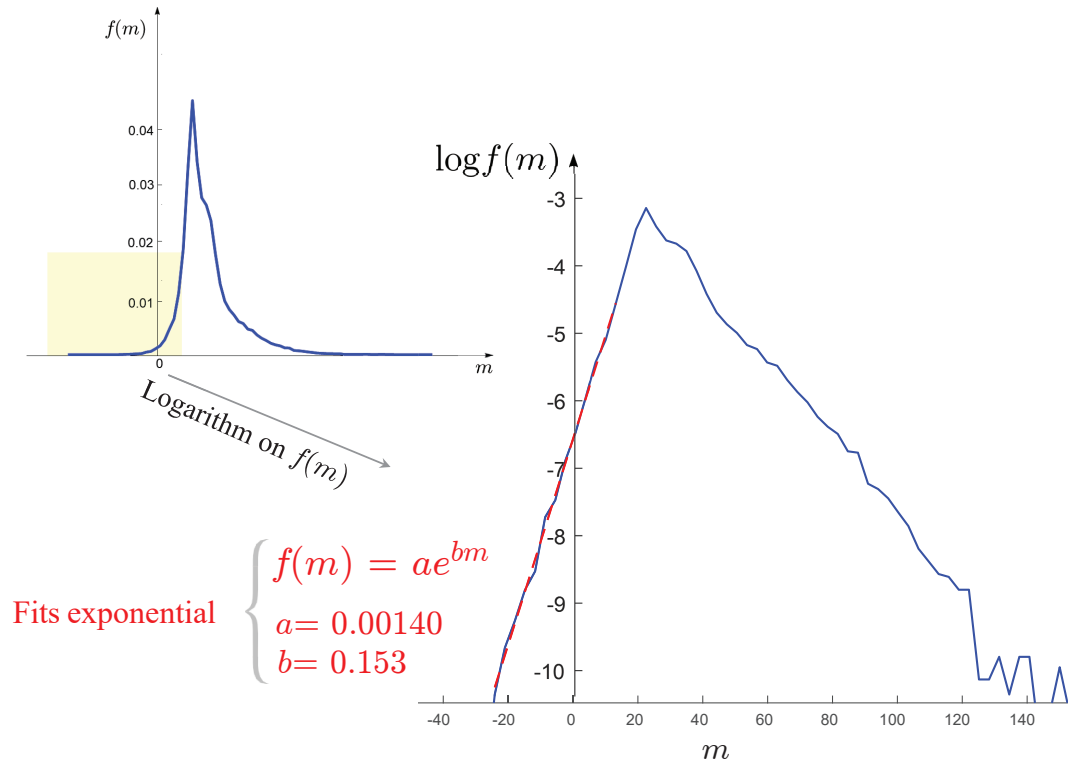 f(m)
0.04
0.03
0.02
0.01
0
m
Logarithm on f(m)
log f(m)
-3
-4
-5
-6
-7
-8
-9
-10
-40
-20
0
20
40
60
80
100
120
140
m
Fits exponential
f(m) = ae^{bm}
a= 0.00140
b= 0.153